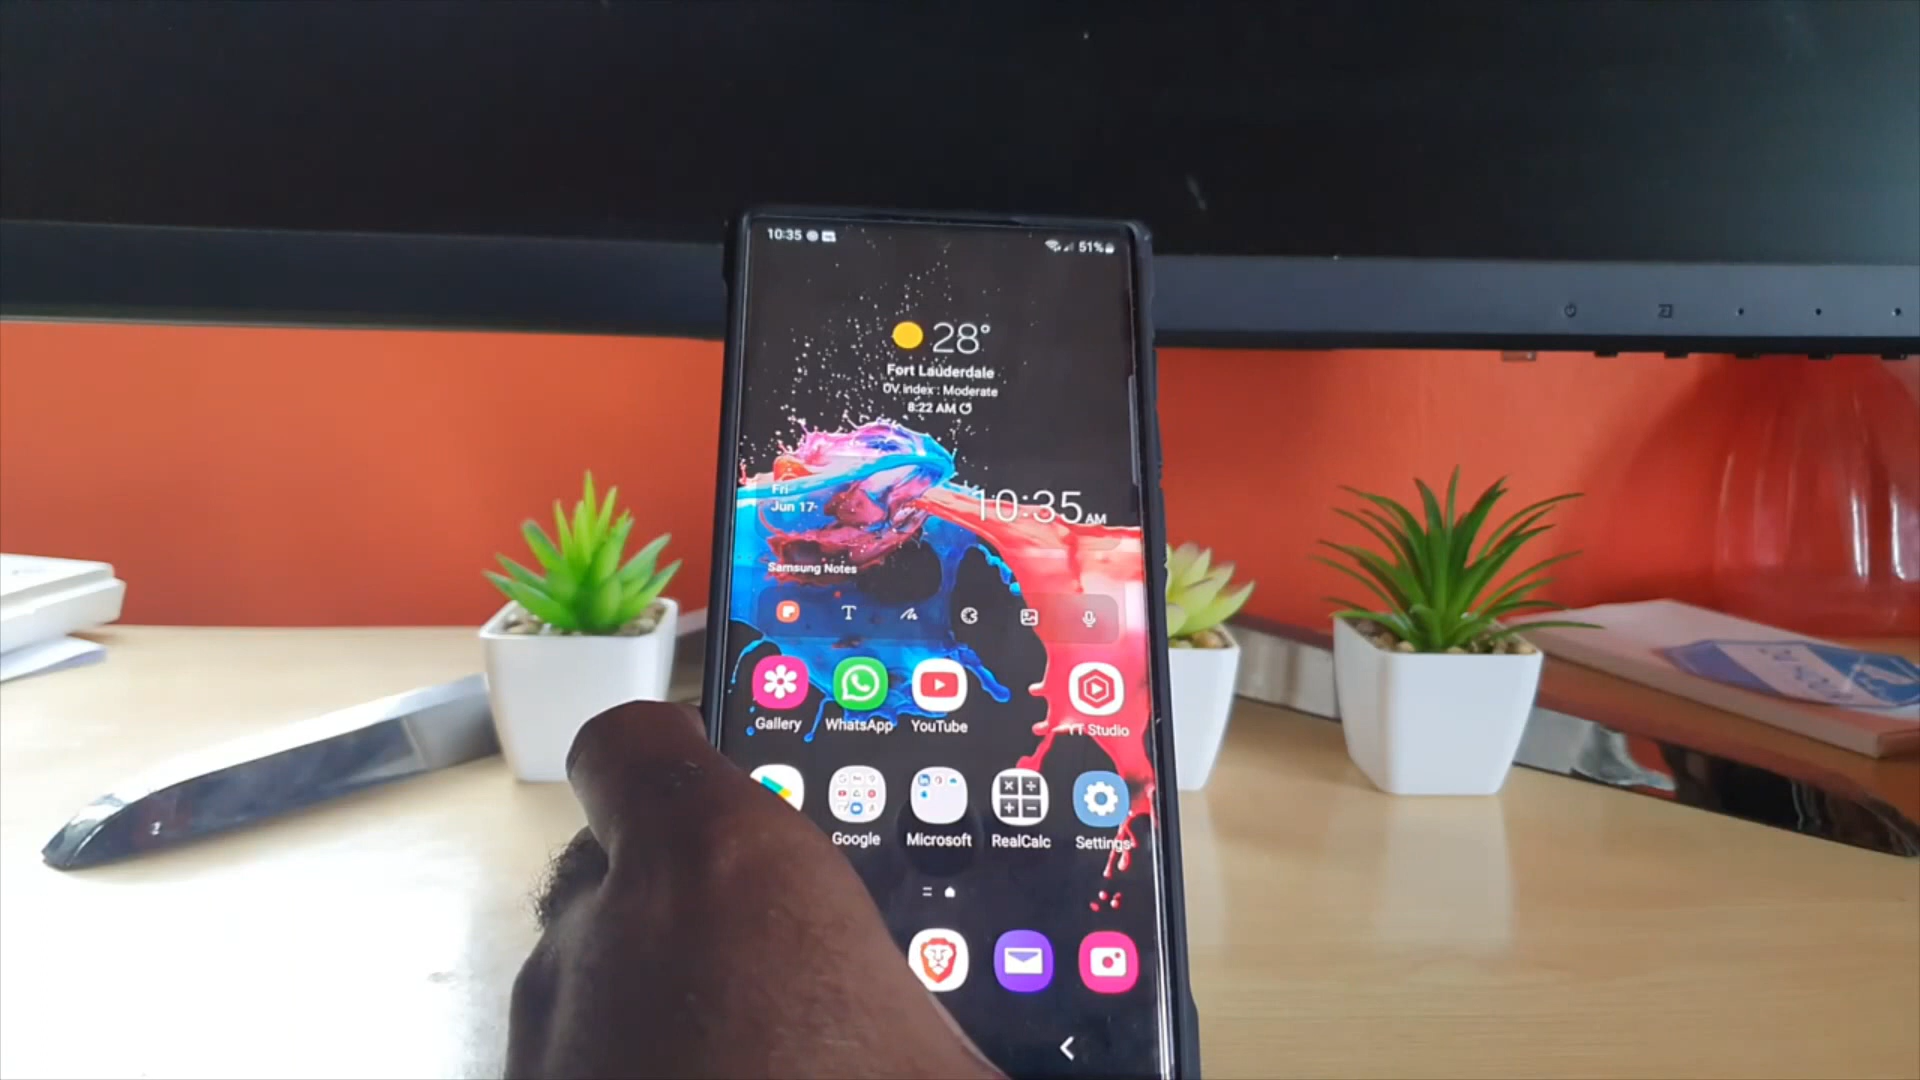 10:35
51%
28°
Fort Lauderdale
UV index : Moderate
8:22 AM
Fri
Jun 17
10:35 AM
Samsung Notes
T
Gallery
WhatsApp
YouTube
YT Studio
Google
Microsoft
RealCalc
Settings